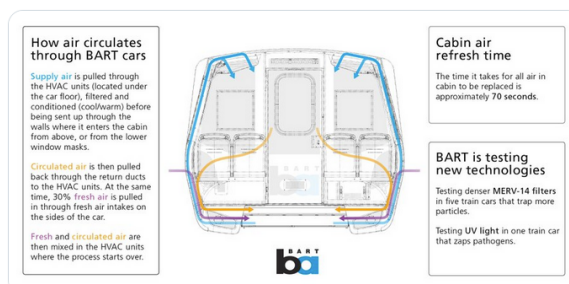 How air circulates
through BART cars
Supply air is pulled through
the HVAC units (located under
the car floor), filtered and
conditioned (cool/warm) before
being sent up through the
walls where it enters the cabin
from above, or from the lower
window masks.
Circulated air is then pulled
back through the return ducts
to the HVAC units. At the same
time, 30% fresh air is pulled
in through fresh air intakes on
the sides of the car.
Fresh and circulated air are
then mixed in the HVAC units
where the process starts over.
BART
ba
Cabin air
refresh time
The time it takes for all air in
cabin to be replaced is
approximately 70 seconds.
BART is testing
new technologies
Testing denser MERV-14 filters
in five train cars that trap more
particles.
Testing UV light in one train car
that zaps pathogens.